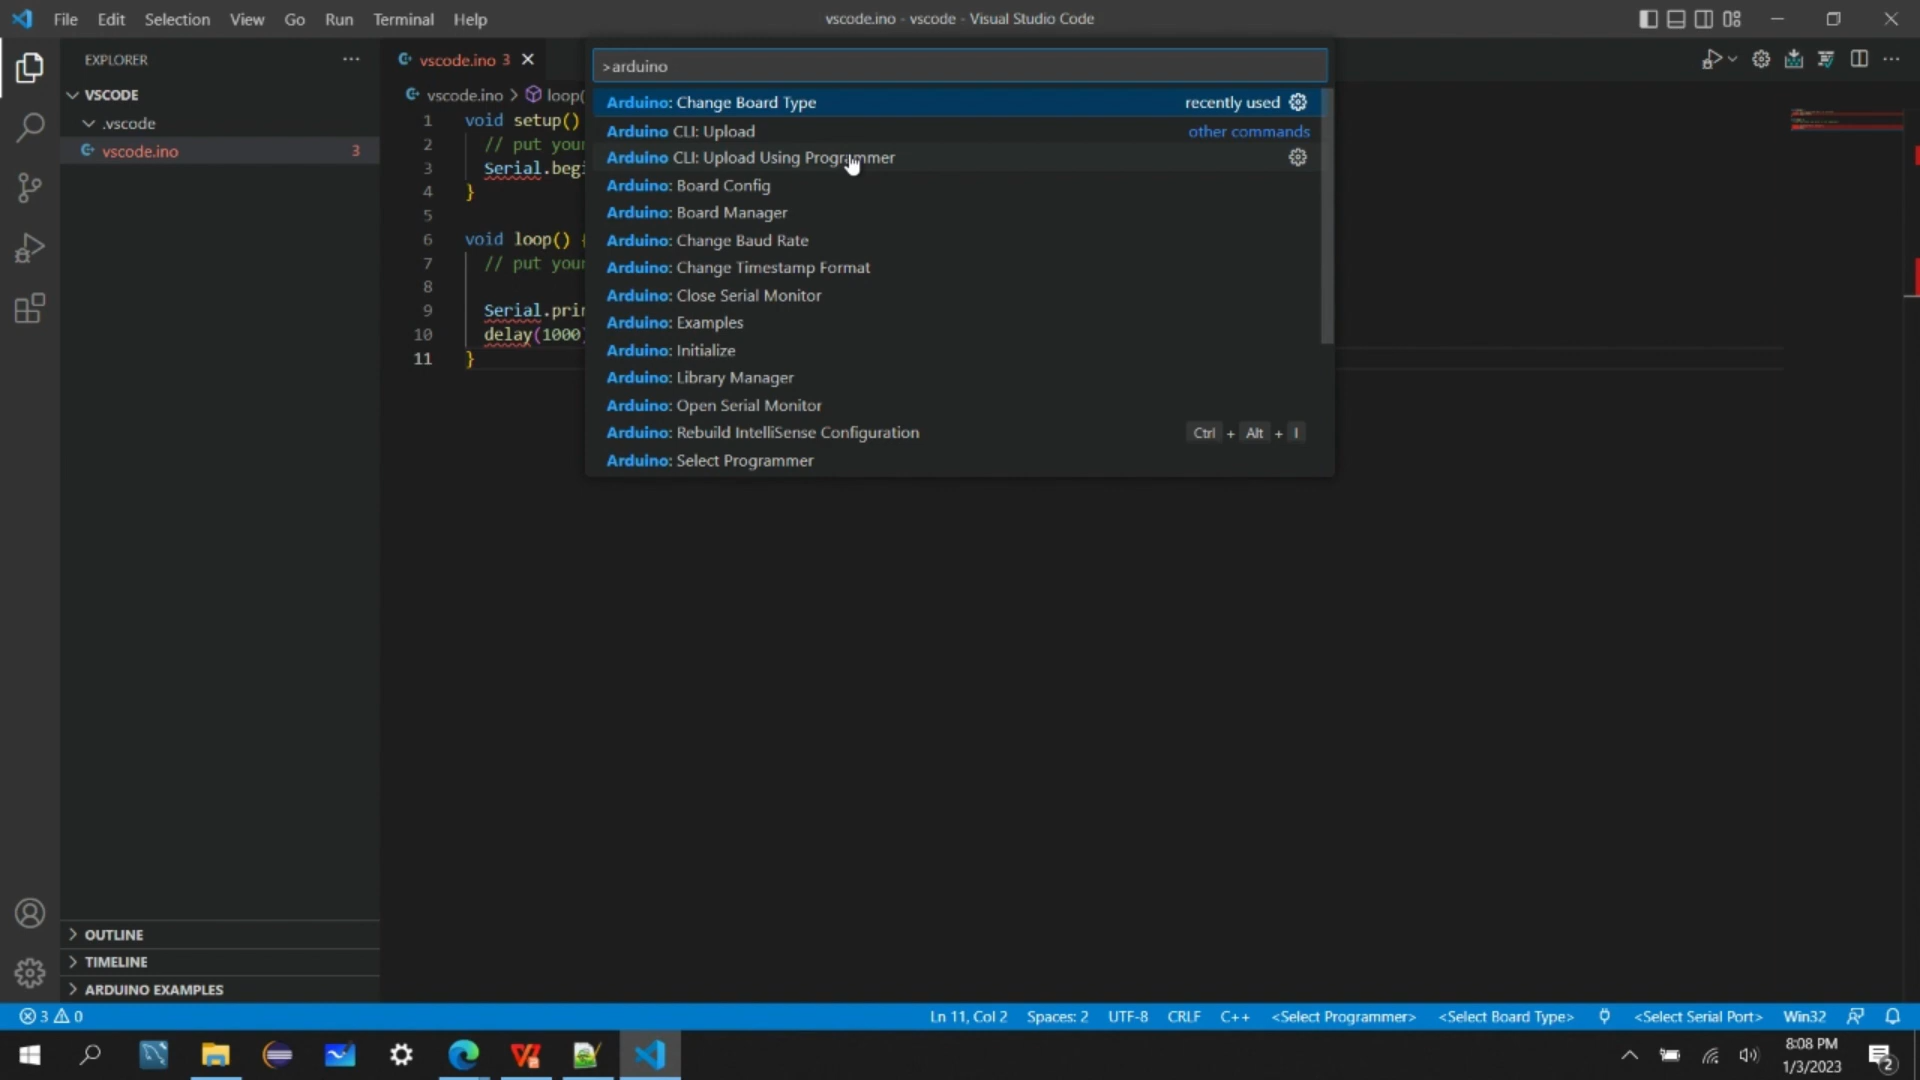 File Edit Selection View Go Run Terminal Help
vscode.ino - vscode - Visual Studio Code
EXPLORER
VSCODE
.vscode
vscode.ino 3
vscode.ino 3
vscode.ino > loop(
1 void setup()
2 // put your
3 Serial.begi
4 }
5
6 void loop() {
7 // put your
8
9 Serial.prin
10 delay(1000)
11 }
>arduino
Arduino: Change Board Type recently used
Arduino CLI: Upload other commands
Arduino CLI: Upload Using Programmer
Arduino: Board Config
Arduino: Board Manager
Arduino: Change Baud Rate
Arduino: Change Timestamp Format
Arduino: Close Serial Monitor
Arduino: Examples
Arduino: Initialize
Arduino: Library Manager
Arduino: Open Serial Monitor
Arduino: Rebuild IntelliSense Configuration Ctrl + Alt + I
Arduino: Select Programmer
OUTLINE
TIMELINE
ARDUINO EXAMPLES
3 0
Ln 11, Col 2 Spaces: 2 UTF-8 CRLF C++ <Select Programmer> <Select Board Type> <Select Serial Port> Win32
8:08 PM
1/3/2023
2